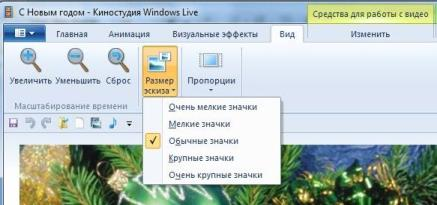 С Новым годом - Киностудия Windows Live
Средства для работы с видео
Главная Анимация Визуальные эффекты Вид Изменить
Увеличить Уменьшить Сброс Размер эскиза Пропорции
Масштабирование времени
Очень мелкие значки
Мелкие значки
Обычные значки
Крупные значки
Очень крупные значки